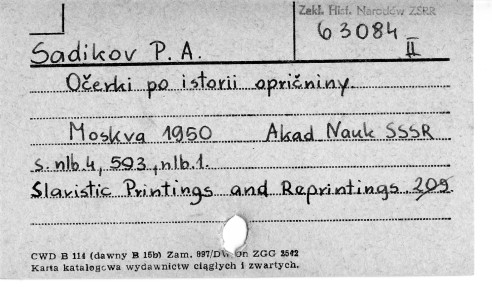 Zakł. Hist. Narodów ZSRR
63084
II
Sadikov P. A.
Očerki po istorii opričniny.
Moskva 1950 Akad Nauk SSSR
s. nlb. 4, 593, nlb. 1.
Slavistic Printings and Reprintings 209.
CWD B 114 (dawny B 15b) Zam. 897/DW Dn ZGG 2542
Karta katalogowa wydawnictw ciągłych i zwartych.